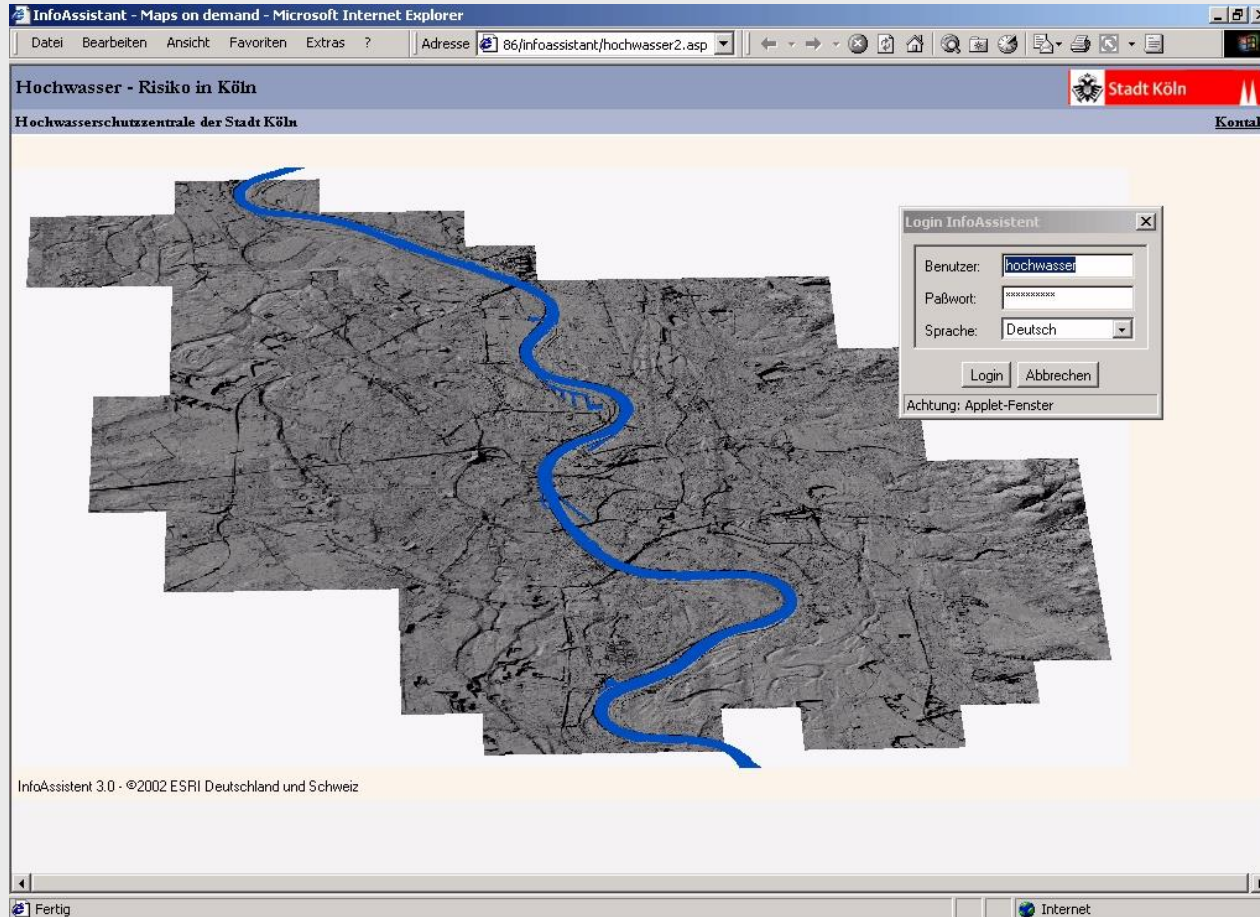 InfoAssistant - Maps on demand - Microsoft Internet Explorer
Datei Bearbeiten Ansicht Favoriten Extras ? Adresse 86/infoassistant/hochwasser2.asp
Hochwasser - Risiko in Köln
Stadt Köln
Hochwasserschutzzentrale der Stadt Köln
Kontak
Login InfoAssistent
Benutzer: hochwasser
Paßwort: **********
Sprache: Deutsch
Login Abbrechen
Achtung: Applet-Fenster
InfoAssistent 3.0 - ©2002 ESRI Deutschland und Schweiz
Fertig Internet